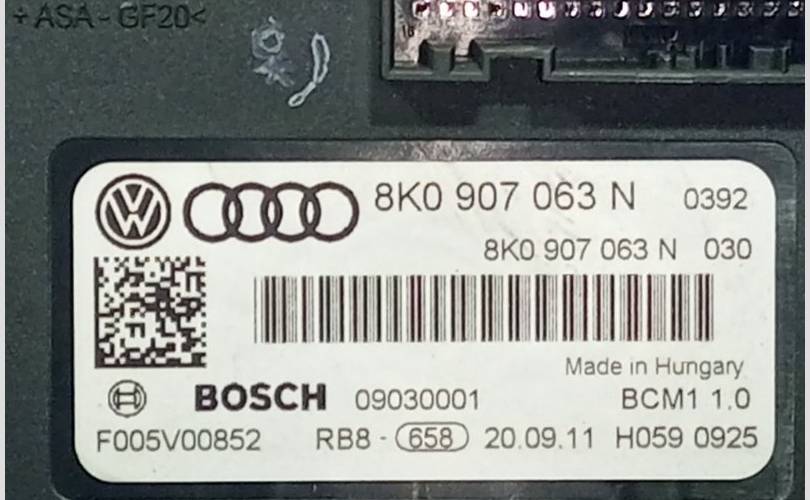 + ASA - GF20<
8K0 907 063 N 0392
8K0 907 063 N 030
Made in Hungary
BOSCH 09030001 BCM1 1.0
F005V00852 RB8 - 658 20.09.11 H059 0925